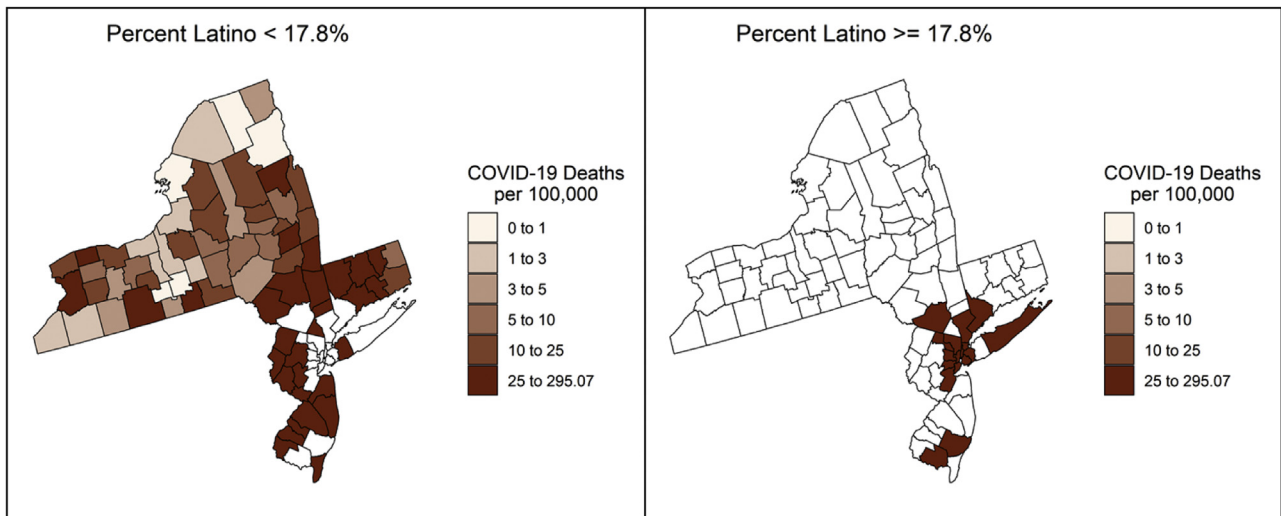 Percent Latino < 17.8%
COVID-19 Deaths
per 100,000
0 to 1
1 to 3
3 to 5
5 to 10
10 to 25
25 to 295.07
Percent Latino >= 17.8%
COVID-19 Deaths
per 100,000
0 to 1
1 to 3
3 to 5
5 to 10
10 to 25
25 to 295.07